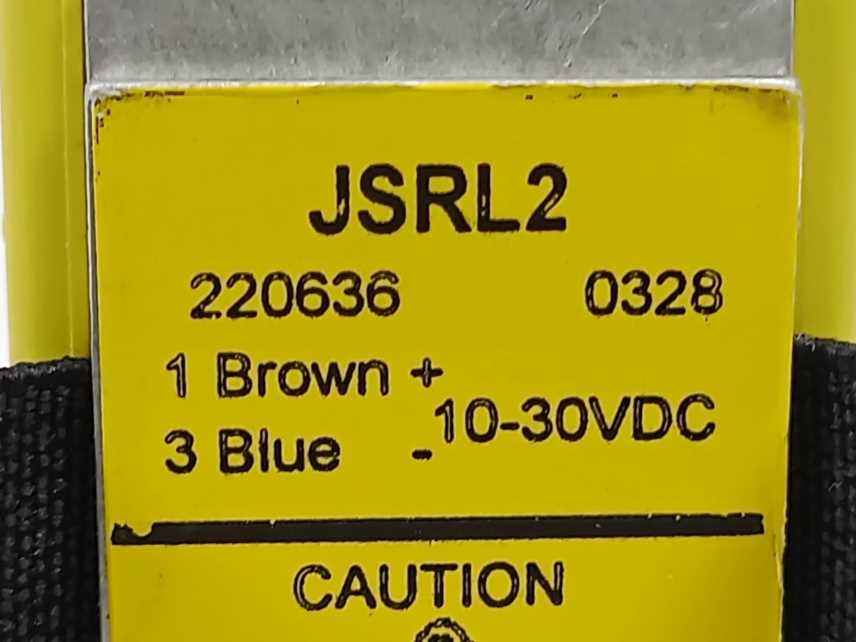 JSRL2
220636 0328
1 Brown +
10-30VDC
3 Blue -
CAUTION